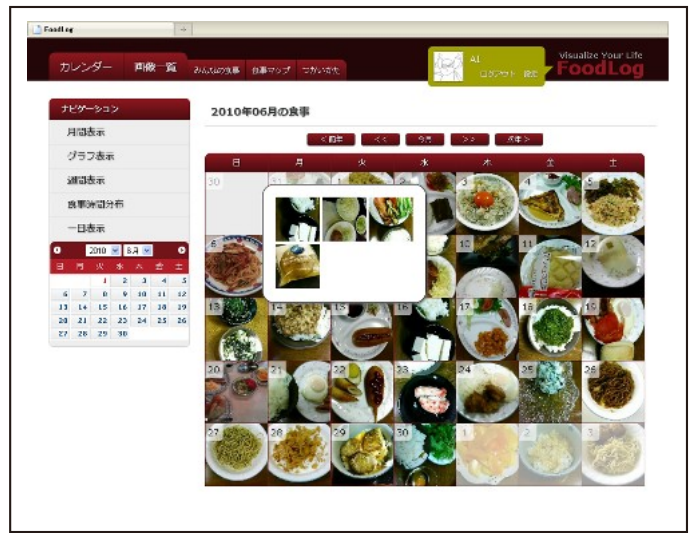 FoodLog
カレンダー 画像一覧 みんなの食事 食事マップ つかいかた
AI
ログアウト 設定
Visualize Your Life
FoodLog
ナビゲーション
月間表示
グラフ表示
週間表示
食事時間分布
一日表示
2010 6月
日 月 火 水 木 金 土
1 2 3 4 5
6 7 8 9 10 11 12
13 14 15 16 17 18 19
20 21 22 23 24 25 26
27 28 29 30
2010年06月の食事
<前年 << 今月 >> 次年>
日 月 火 水 木 金 土
30 31 1 2 3 4 5
6 10 11 12
13 14 15 16 17 18 19
20 21 22 23 24 25 26
27 28 29 30 1 2 3